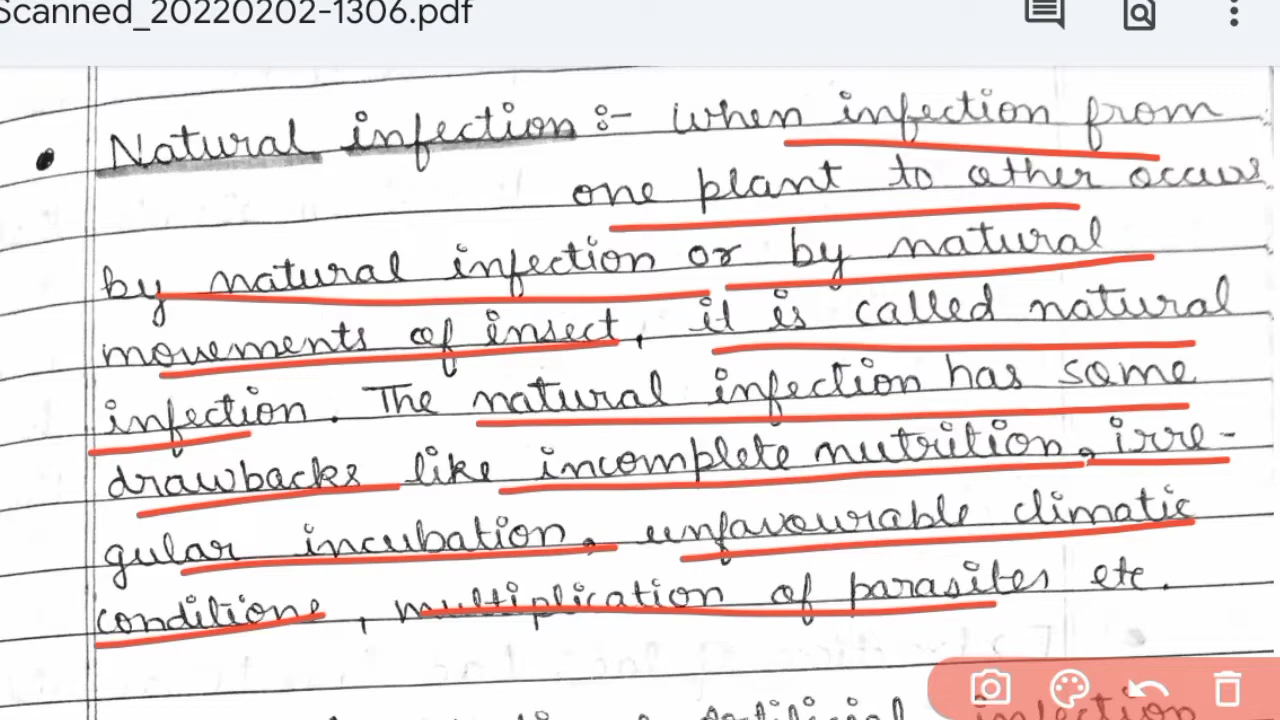 Scanned_20220202-1306.pdf
• Natural infection :- when infection from
one plant to other occurs
by natural infection or by natural
movements of insect, it is called natural
infection. The natural infection has some
drawbacks like incomplete nutrition, irre-
gular incubation, unfavourable climatic
conditions, multiplication of parasites etc.
artificial infection